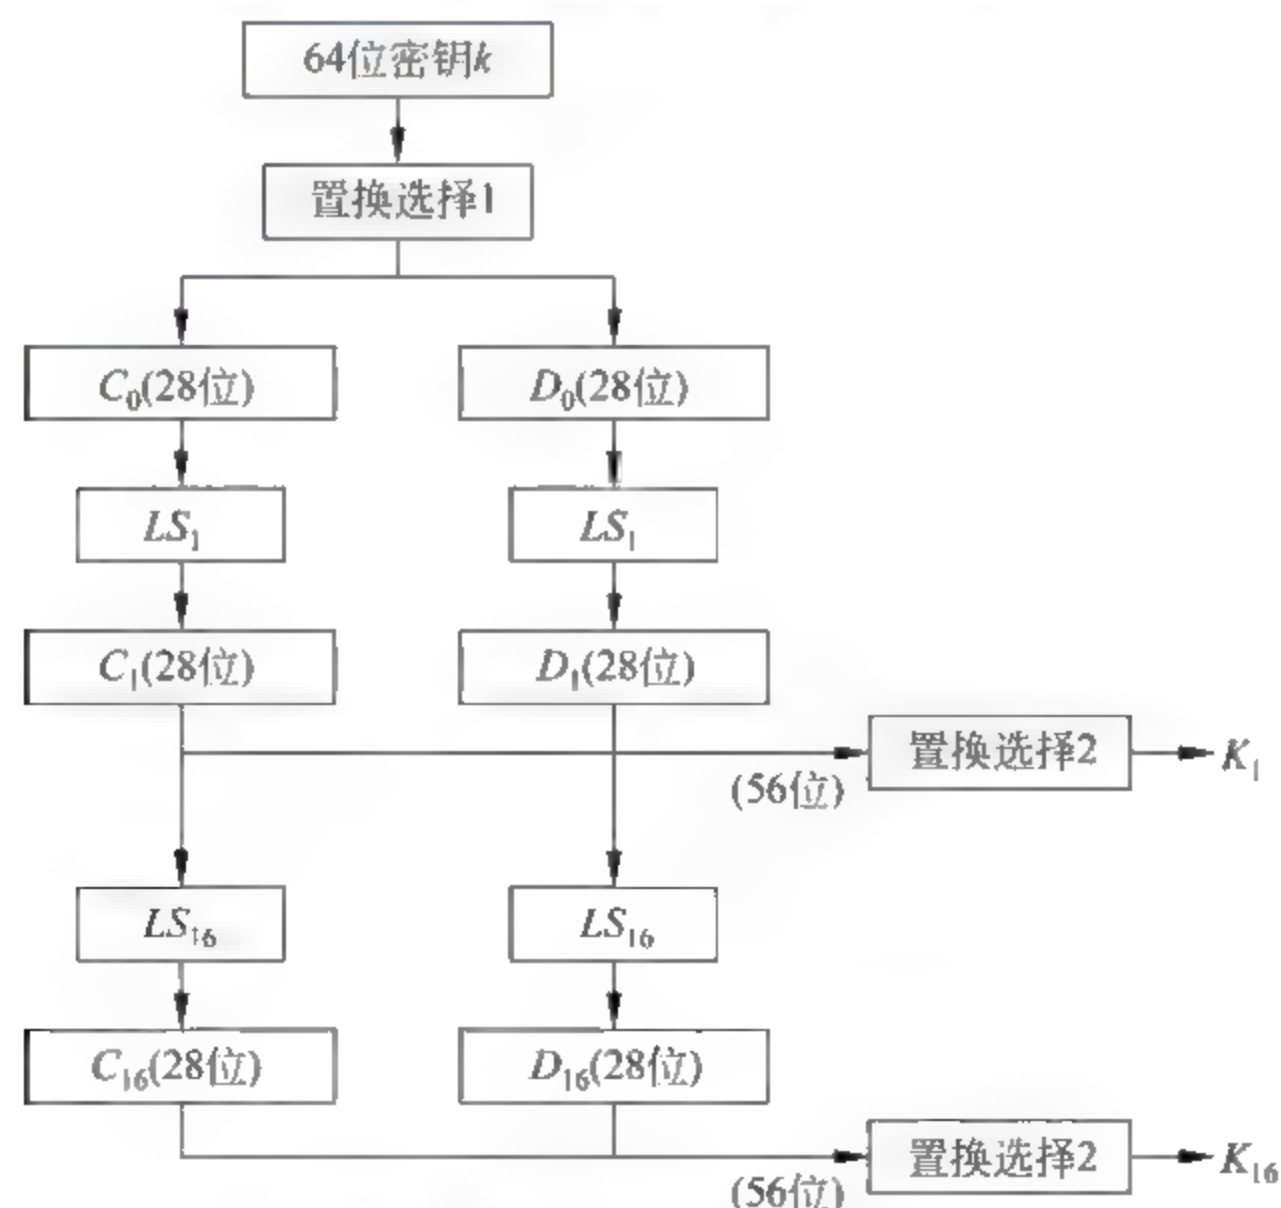 64位密钥k
置换选择1
C₀(28位)
D₀(28位)
LS₁
LS₁
C₁(28位)
D₁(28位)
置换选择2
K₁
(56位)
LS₁₆
LS₁₆
C₁₆(28位)
D₁₆(28位)
置换选择2
K₁₆
(56位)